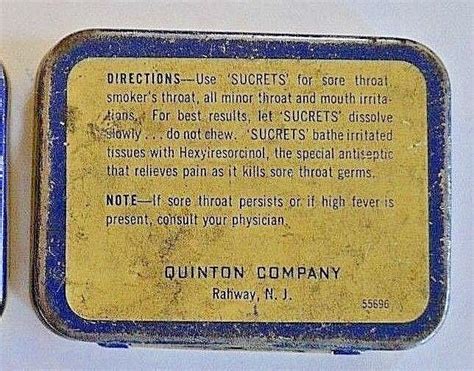 DIRECTIONS—Use 'SUCRETS' for sore throat,
smoker's throat, all minor throat and mouth irrita-
tions. For best results, let 'SUCRETS' dissolve
slowly . . . do not chew. 'SUCRETS' bathe irritated
tissues with Hexylresorcinol, the special antiseptic
that relieves pain as it kills sore throat germs.
NOTE—If sore throat persists or if high fever is
present, consult your physician.
QUINTON COMPANY
Rahway, N. J.
55696